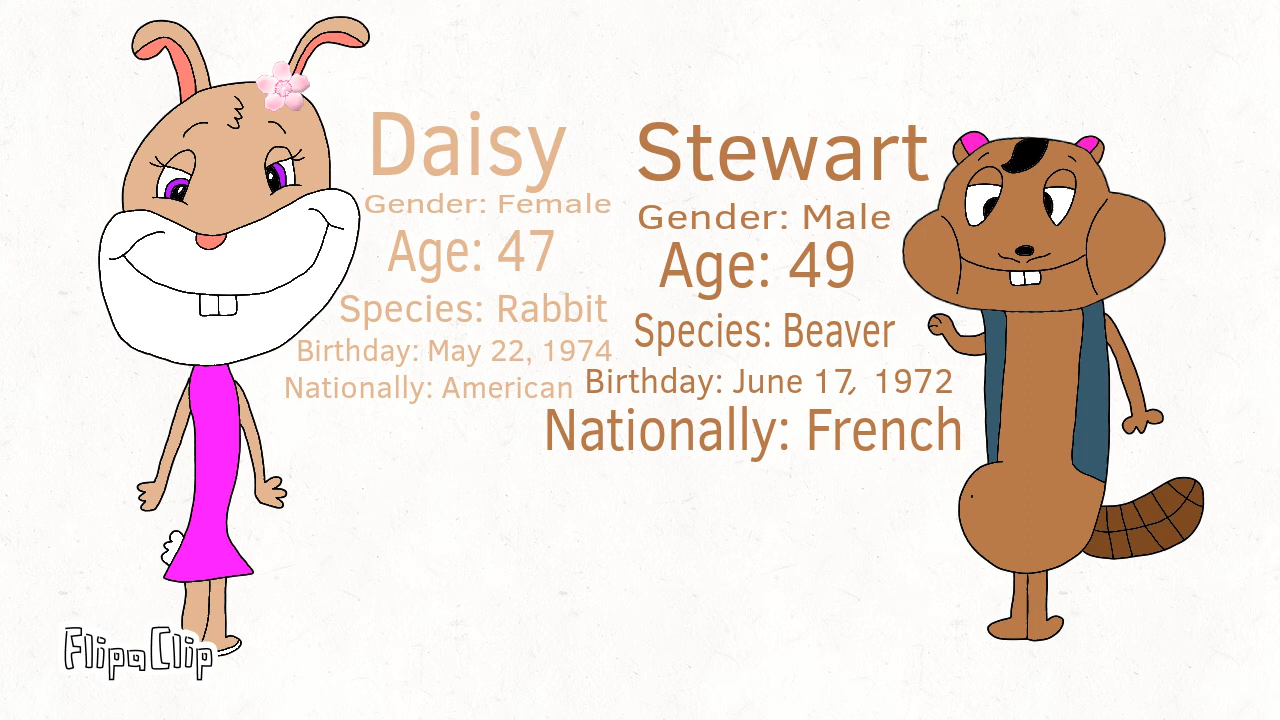 Daisy
Gender: Female
Age: 47
Species: Rabbit
Birthday: May 22, 1974
Nationally: American
Stewart
Gender: Male
Age: 49
Species: Beaver
Birthday: June 17, 1972
Nationally: French
FlipaClip